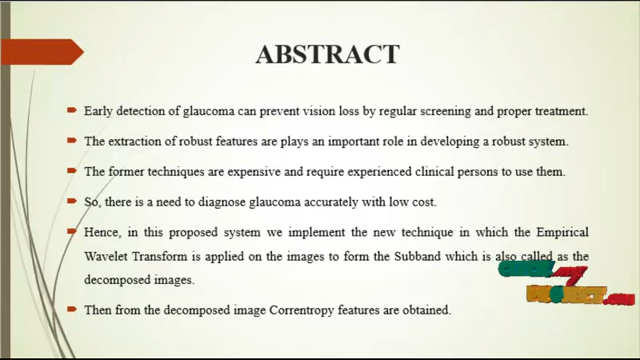 ABSTRACT
Early detection of glaucoma can prevent vision loss by regular screening and proper treatment.
The extraction of robust features are plays an important role in developing a robust system.
The former techniques are expensive and require experienced clinical persons to use them.
So, there is a need to diagnose glaucoma accurately with low cost.
Hence, in this proposed system we implement the new technique in which the Empirical
Wavelet Transform is applied on the images to form the Subband which is also called as the
decomposed images.
Then from the decomposed image Correntropy features are obtained.